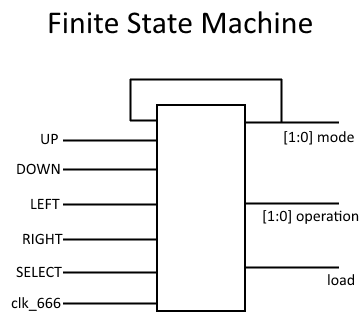 Finite State Machine
UP
[1:0] mode
DOWN
LEFT
[1:0] operation
RIGHT
SELECT
load
clk_666